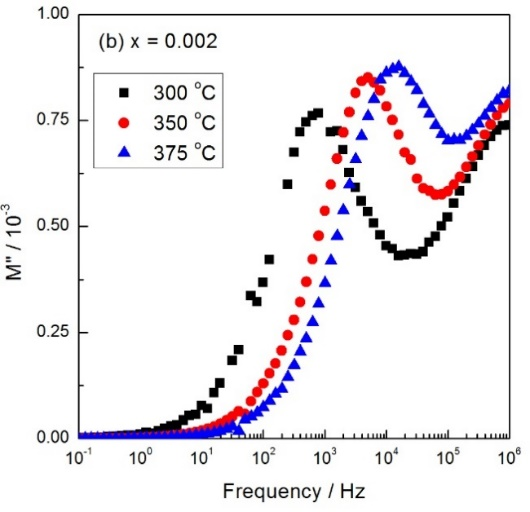 1.00
(b) x = 0.002
300 °C
350 °C
375 °C
0.75
0.50
0.25
0.00
M" / 10⁻³
10⁻¹ 10⁰ 10¹ 10² 10³ 10⁴ 10⁵ 10⁶
Frequency / Hz